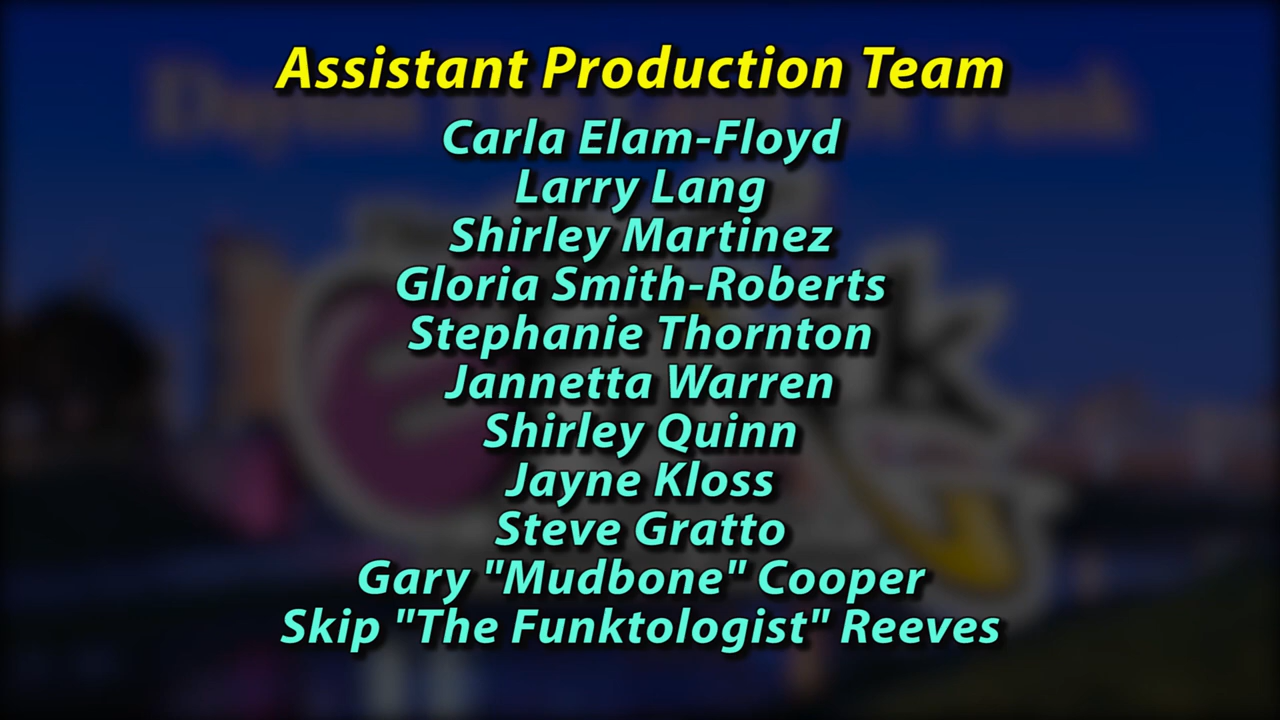 Assistant Production Team
Carla Elam-Floyd
Larry Lang
Shirley Martinez
Gloria Smith-Roberts
Stephanie Thornton
Jannetta Warren
Shirley Quinn
Jayne Kloss
Steve Gratto
Gary "Mudbone" Cooper
Skip "The Funktologist" Reeves